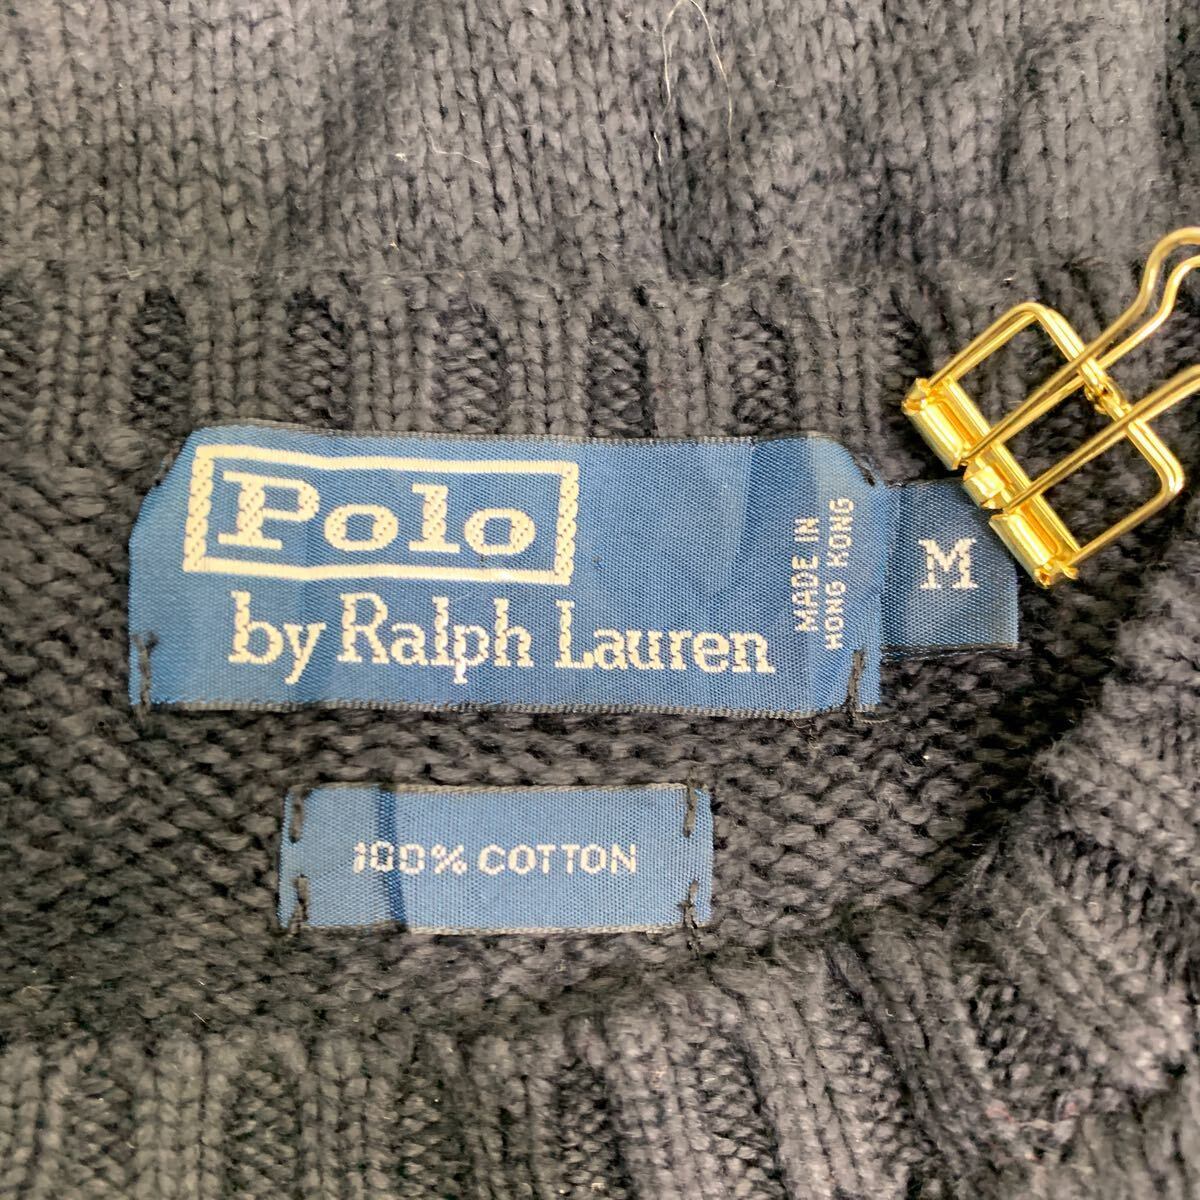 Polo
by Ralph Lauren
MADE IN
HONG KONG
M
100% COTTON